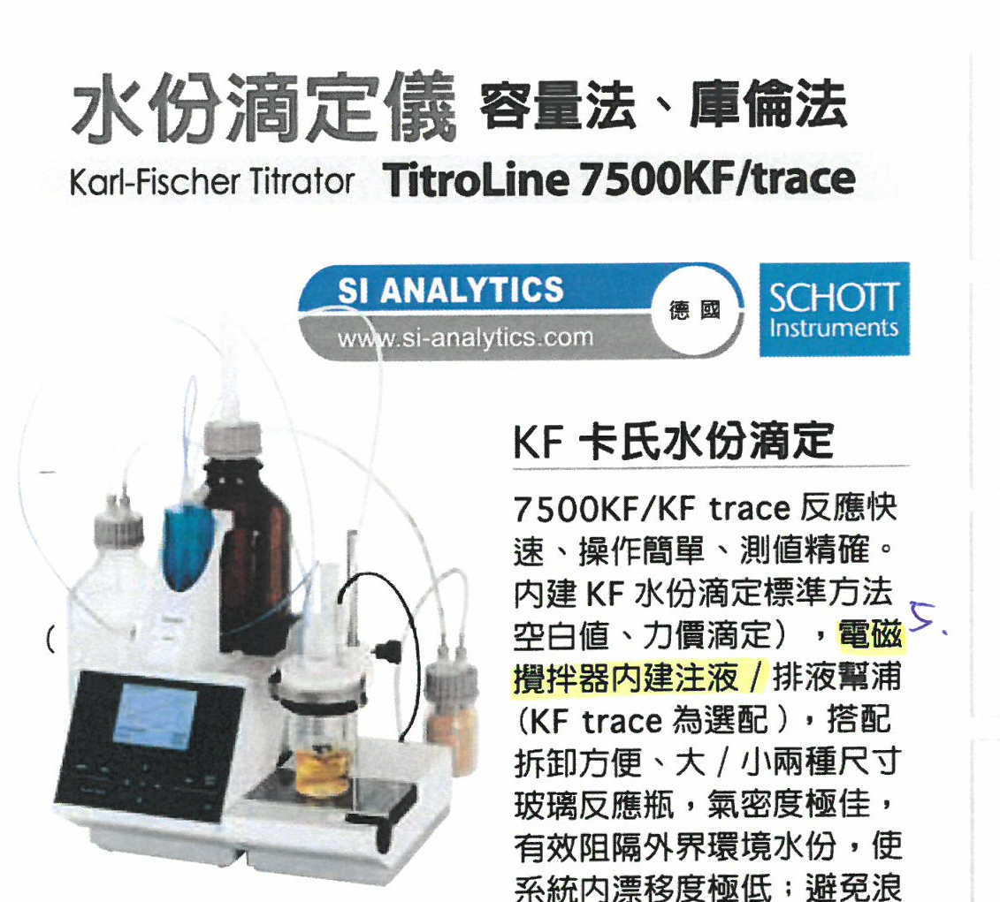 水份滴定儀 容量法、庫倫法
Karl-Fischer Titrator TitroLine 7500KF/trace
SI ANALYTICS
德國
www.si-analytics.com
SCHOTT
Instruments
KF 卡氏水份滴定
7500KF/KF trace 反應快
速、操作簡單、測值精確。
內建 KF 水份滴定標準方法
(空白值、力價滴定），電磁
5.
攪拌器內建注液 / 排液幫浦
(KF trace 為選配），搭配
拆卸方便、大 / 小兩種尺寸
玻璃反應瓶，氣密度極佳，
有效阻隔外界環境水份，使
系統內漂移度極低；避免浪